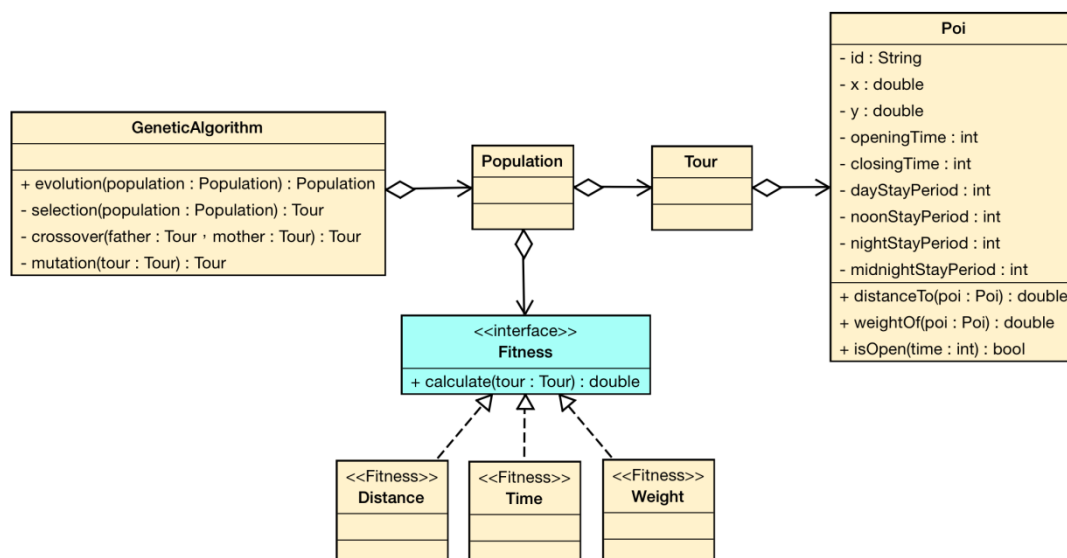 Poi
- id : String
- x : double
- y : double
- openingTime : int
- closingTime : int
- dayStayPeriod : int
- noonStayPeriod : int
- nightStayPeriod : int
- midnightStayPeriod : int
+ distanceTo(poi : Poi) : double
+ weightOf(poi : Poi) : double
+ isOpen(time : int) : bool
GeneticAlgorithm
+ evolution(population : Population) : Population
- selection(population : Population) : Tour
- crossover(father : Tour，mother : Tour) : Tour
- mutation(tour : Tour) : Tour
Population
Tour
<<interface>>
Fitness
+ calculate(tour : Tour) : double
<<Fitness>>
Distance
<<Fitness>>
Time
<<Fitness>>
Weight